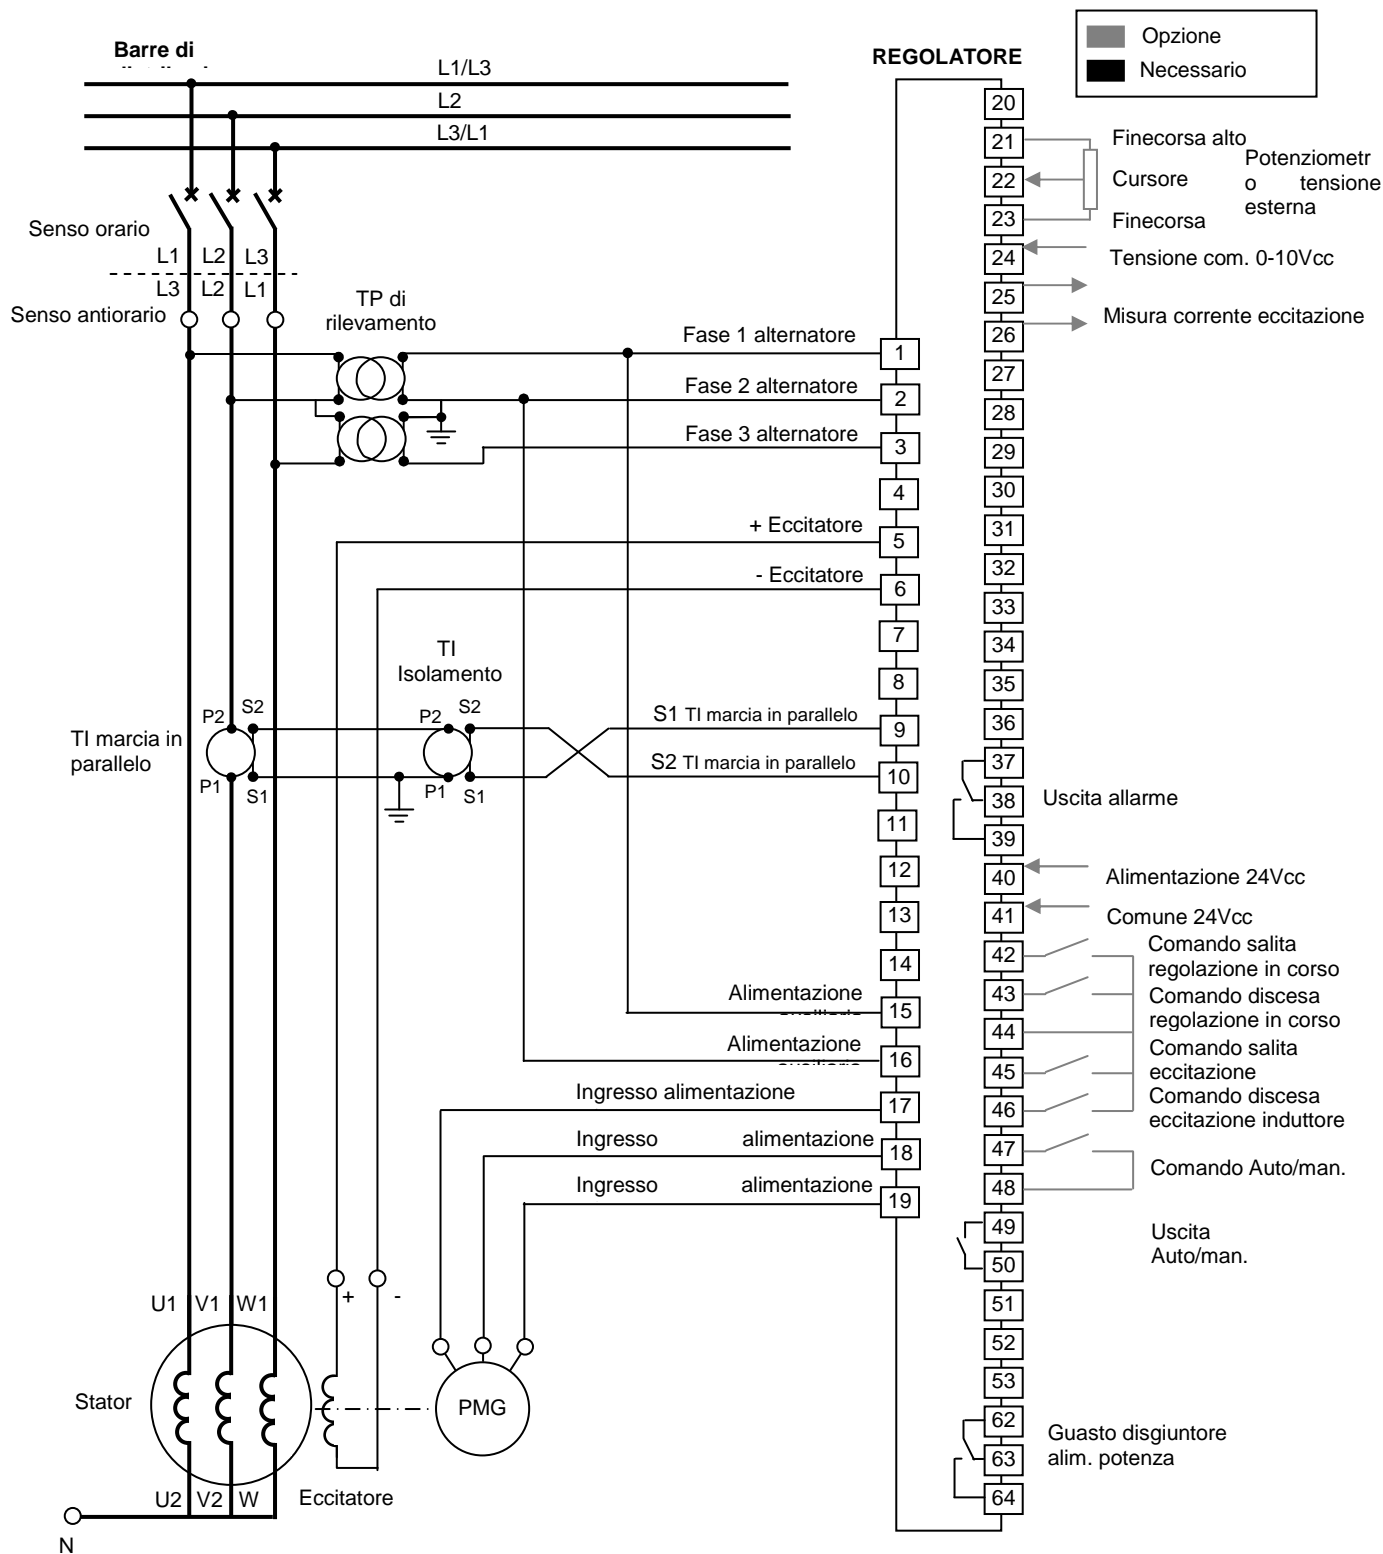 Barre di
L1/L3
L2
L3/L1
REGOLATORE
Opzione
Necessario
Senso orario
L1 L2 L3
L3 L2 L1
Senso antiorario
TP di
rilevamento
Fase 1 alternatore
Fase 2 alternatore
Fase 3 alternatore
+ Eccitatore
- Eccitatore
TI
Isolamento
P2 S2
P2 S2
TI marcia in
parallelo
P1 S1
P1 S1
S1 TI marcia in parallelo
S2 TI marcia in parallelo
Alimentazione
Alimentazione
Ingresso alimentazione
Ingresso alimentazione
Ingresso alimentazione
1
2
3
4
5
6
7
8
9
10
11
12
13
14
15
16
17
18
19
+ -
U1 V1 W1
Stator
PMG
U2 V2 W
Eccitatore
N
20
21
22
23
24
25
26
27
28
29
30
31
32
33
34
35
36
37
38
39
40
41
42
43
44
45
46
47
48
49
50
51
52
53
62
63
64
Finecorsa alto
Cursore
Finecorsa
Potenziometr
o tensione
esterna
Tensione com. 0-10Vcc
Misura corrente eccitazione
Uscita allarme
Alimentazione 24Vcc
Comune 24Vcc
Comando salita
regolazione in corso
Comando discesa
regolazione in corso
Comando salita
eccitazione
Comando discesa
eccitazione induttore
Comando Auto/man.
Uscita
Auto/man.
Guasto disgiuntore
alim. potenza